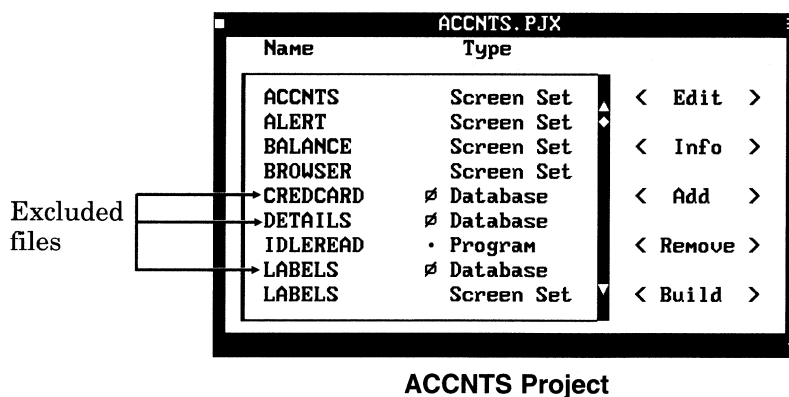 ACCNTS.PJX
Name Type
ACCNTS Screen Set < Edit >
ALERT Screen Set
BALANCE Screen Set < Info >
BROWSER Screen Set
CREDCARD ø Database < Add >
Excluded files
DETAILS ø Database
IDLEREAD • Program < Remove >
LABELS ø Database
LABELS Screen Set < Build >
ACCNTS Project